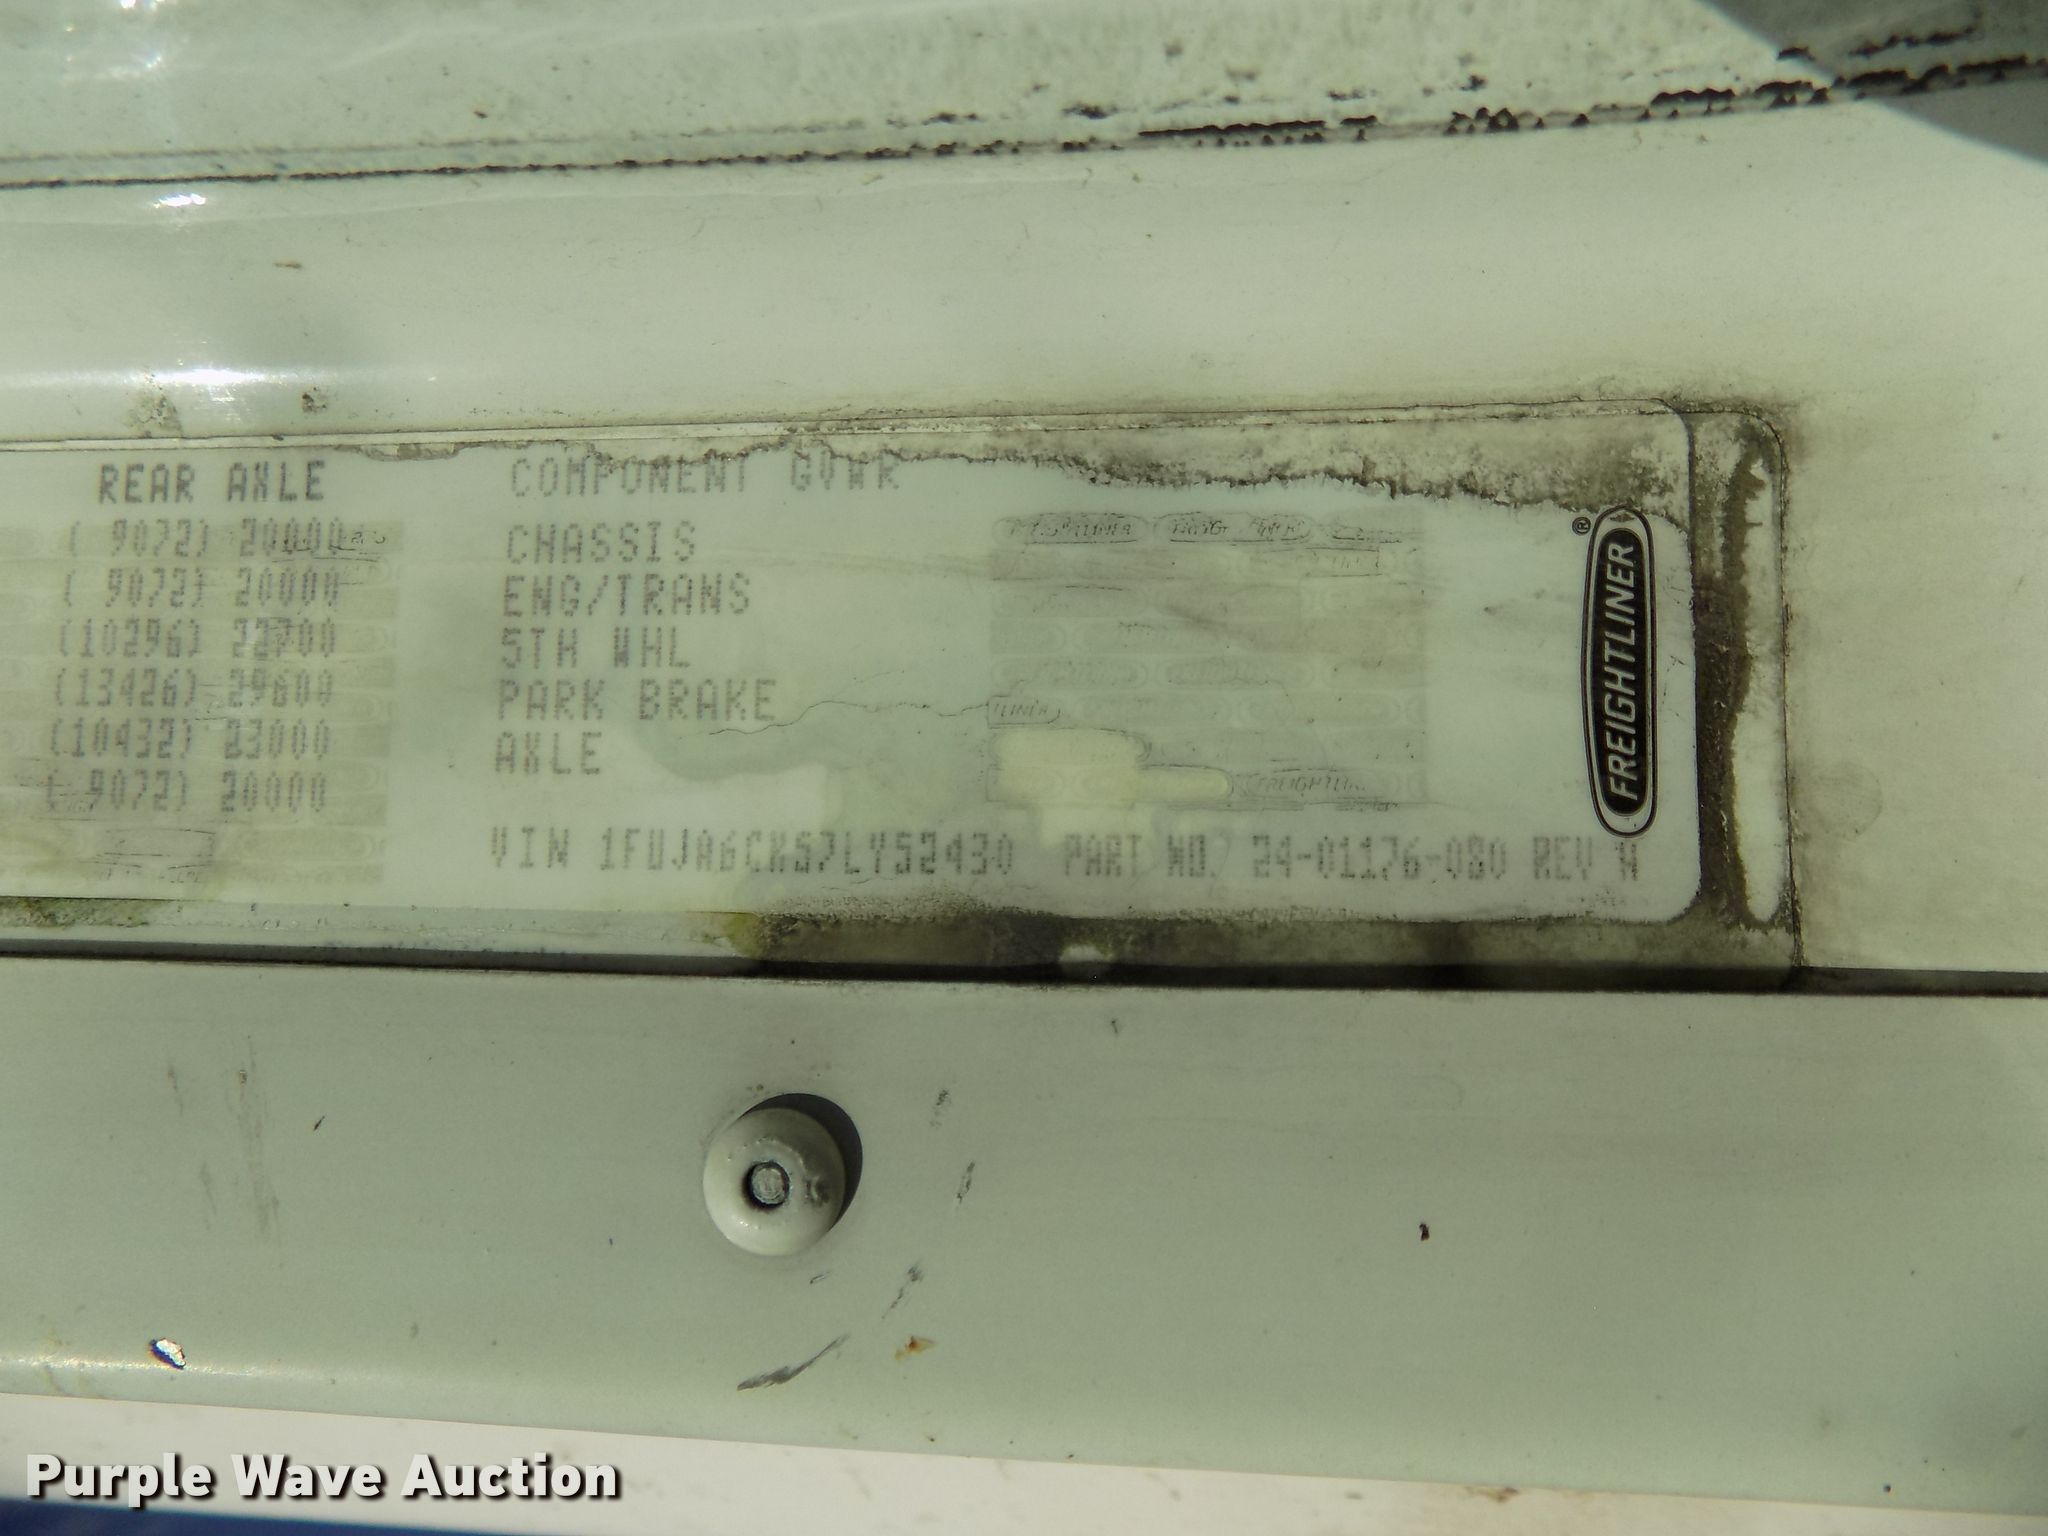 REAR AXLE
( 9072) 20000
( 9072) 20000
(10296) 22700
(13426) 29600
(10432) 23000
( 9072) 20000
COMPONENT GVWR
CHASSIS
ENG/TRANS
5TH WHL
PARK BRAKE
AXLE
VIN 1FUJA6CK57LY52430 PART NO. 24-01176-080 REV A
FREIGHTLINER®
Purple Wave Auction